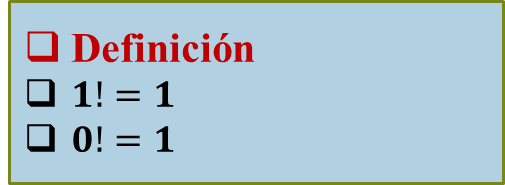 ❑ Definición
❑ 1! = 1
❑ 0! = 1